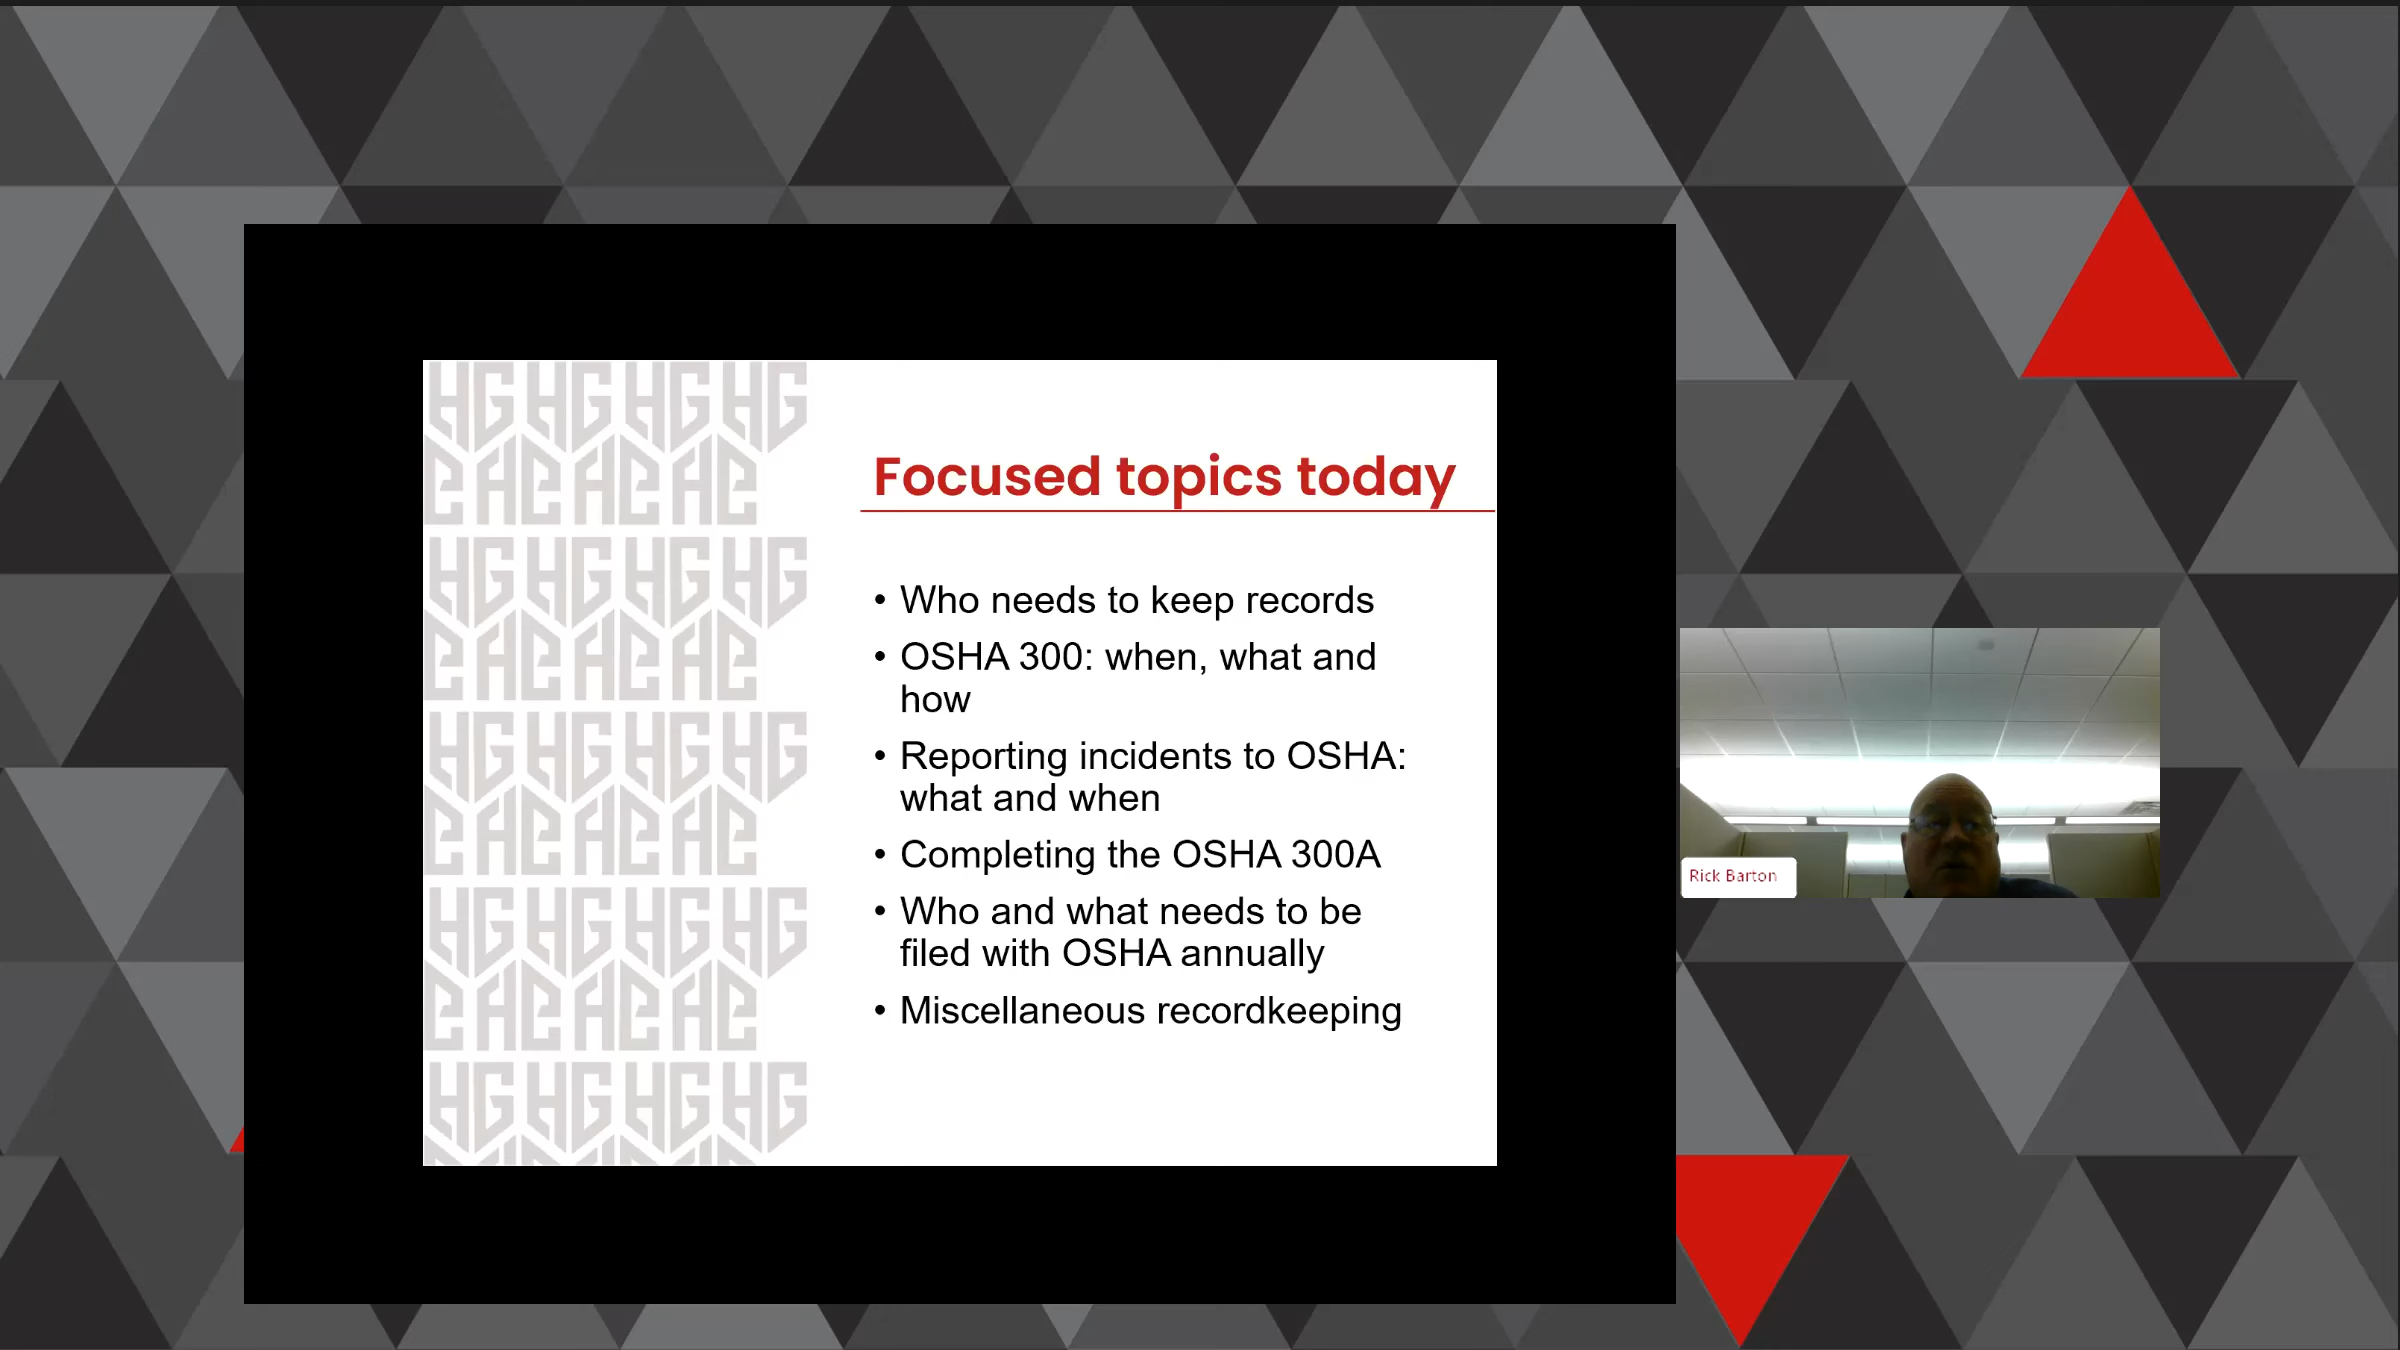 Focused topics today
• Who needs to keep records
• OSHA 300: when, what and
how
• Reporting incidents to OSHA:
what and when
• Completing the OSHA 300A
• Who and what needs to be
filed with OSHA annually
• Miscellaneous recordkeeping
Rick Barton